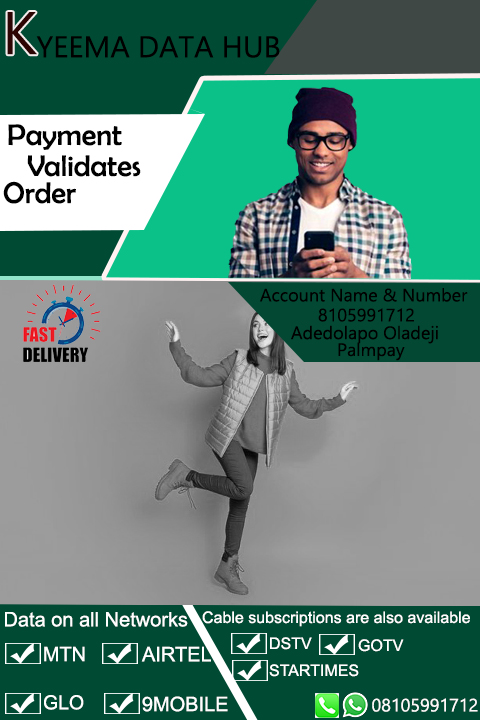 KYEEMA DATA HUB
Payment
Validates
Order
Account Name & Number
8105991712
Adedolapo Oladeji
Palmpay
FAST
DELIVERY
Data on all Networks
MTN
AIRTEL
GLO
9MOBILE
Cable subscriptions are also available
DSTV
GOTV
STARTIMES
08105991712